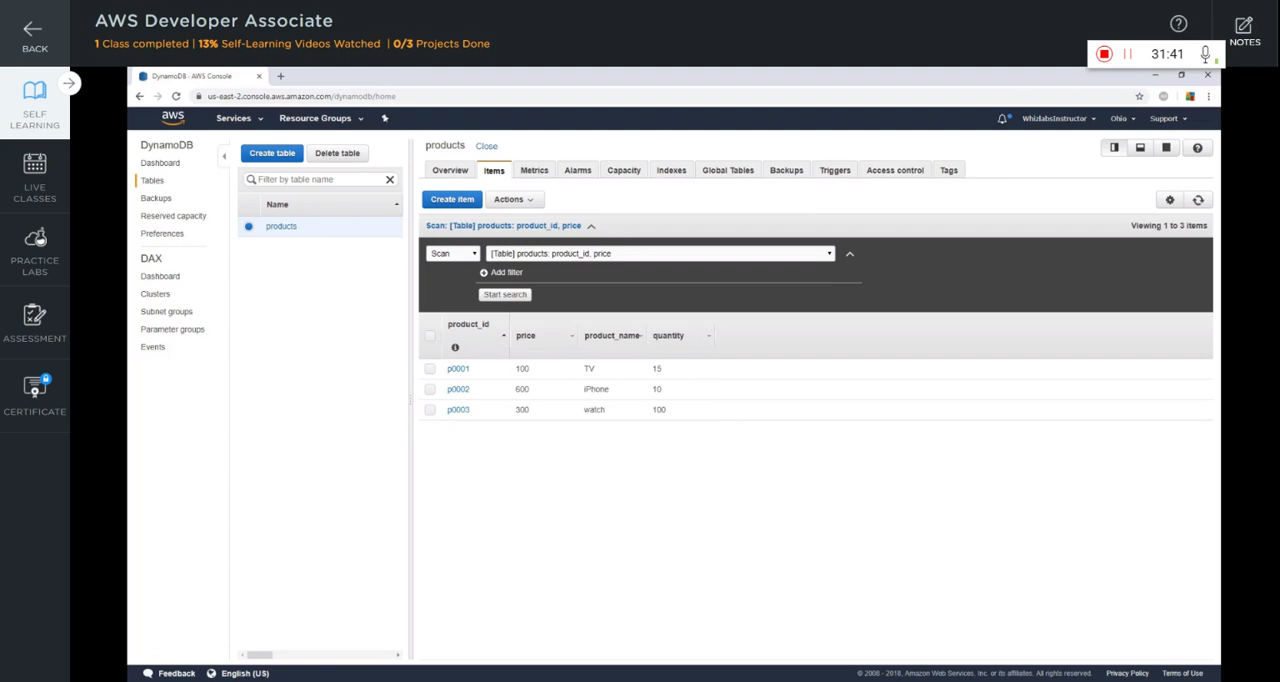 AWS Developer Associate
1 Class completed | 13% Self-Learning Videos Watched | 0/3 Projects Done
BACK
NOTES
31:41
SELF
LEARNING
LIVE
CLASSES
PRACTICE
LABS
ASSESSMENT
CERTIFICATE
DynamoDB - AWS Console
us-east-2.console.aws.amazon.com/dynamodb/home
aws
Services
Resource Groups
WhizlabsInstructor
Ohio
Support
DynamoDB
Dashboard
Tables
Backups
Reserved capacity
Preferences
DAX
Dashboard
Clusters
Subnet groups
Parameter groups
Events
Create table
Delete table
Filter by table name
Name
products
products Close
Overview Items Metrics Alarms Capacity Indexes Global Tables Backups Triggers Access control Tags
Create item Actions
Scan: [Table] products: product_id, price
Viewing 1 to 3 items
Scan [Table] products: product_id, price
Add filter
Start search
product_id price product_name quantity
p0001 100 TV 15
p0002 600 iPhone 10
p0003 300 watch 100
Feedback English (US)
© 2008 - 2018, Amazon Web Services, Inc. or its affiliates. All rights reserved. Privacy Policy Terms of Use